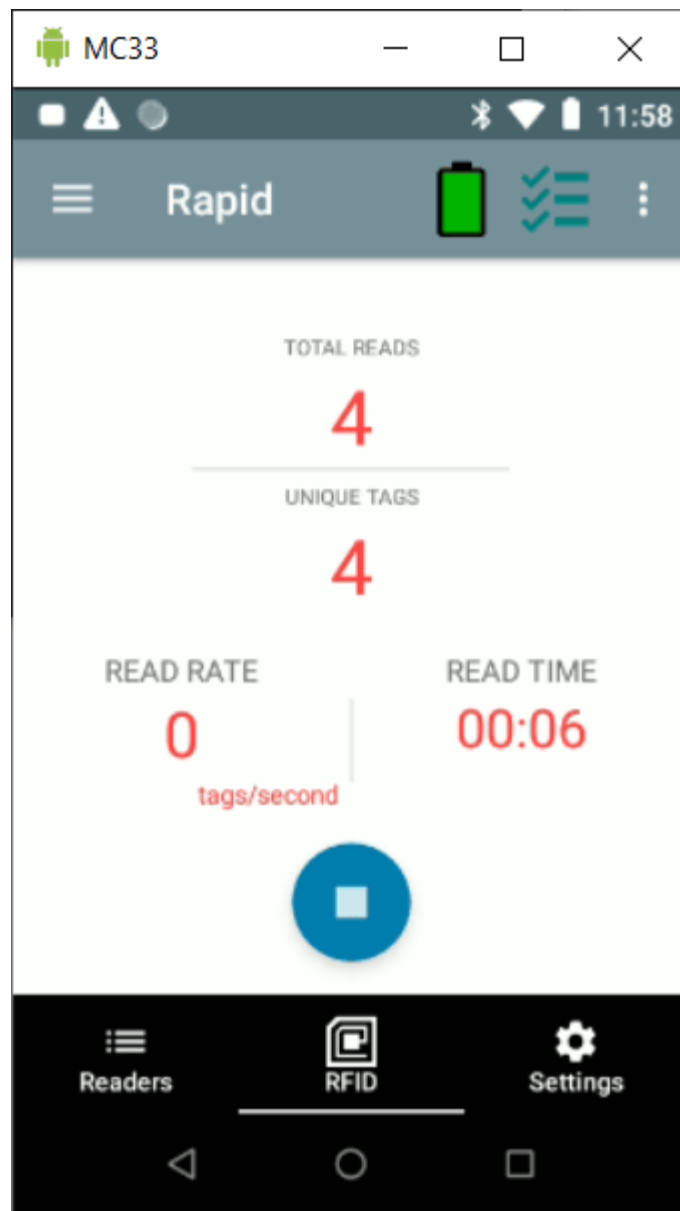 MC33
11:58
Rapid
TOTAL READS
4
UNIQUE TAGS
4
READ RATE READ TIME
0 00:06
tags/second
Readers RFID Settings